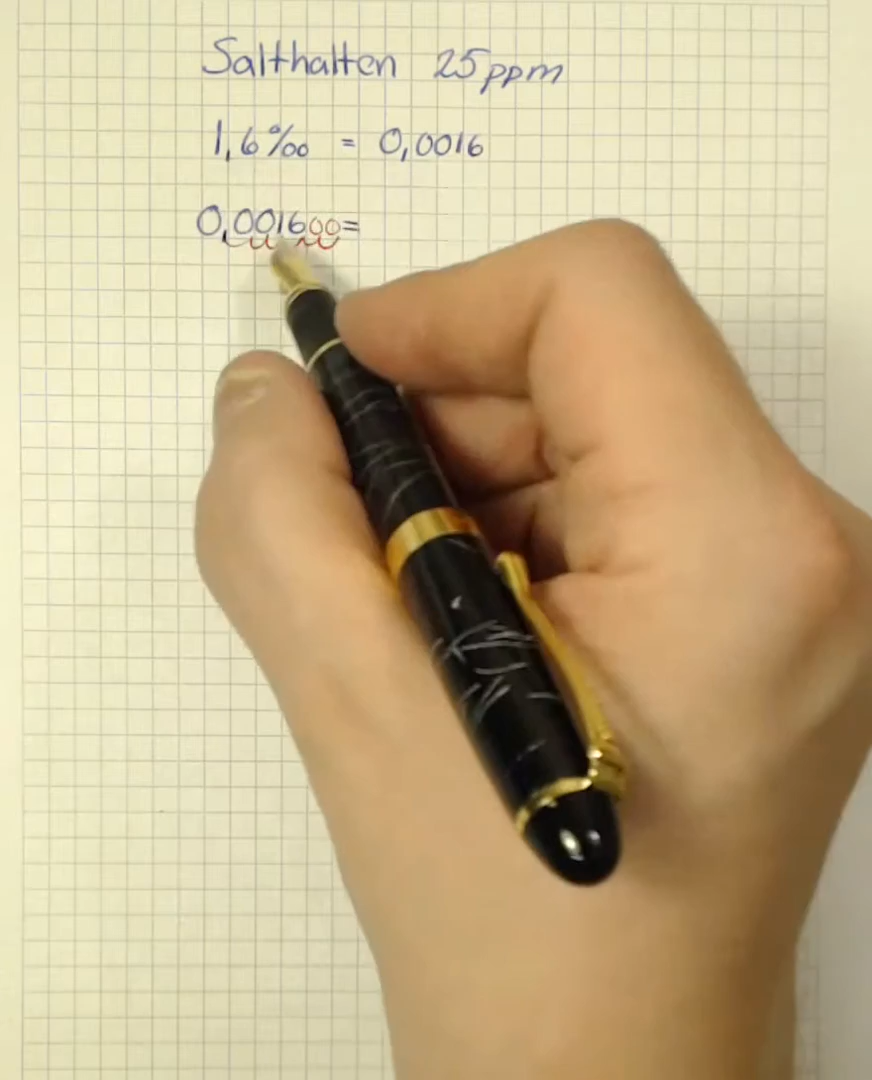 Salthalten 25ppm
1,6‰ = 0,0016
0,001600=